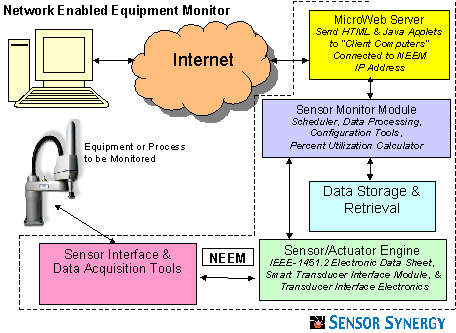 Network Enabled Equipment Monitor
MicroWeb Server
Send HTML & Java Applets
to "Client Computers"
Connected to NEEM
IP Address
Internet
Sensor Monitor Module
Scheduler, Data Processing,
Configuration Tools,
Percent Utilization Calculator
Equipment or Process
to be Monitored
Data Storage &
Retrieval
Sensor Interface &
Data Acquisition Tools
NEEM
Sensor/Actuator Engine
IEEE-1451.2 Electronic Data Sheet,
Smart Transducer Interface Module, &
Transducer Interface Electronics
SENSOR SYNERGY